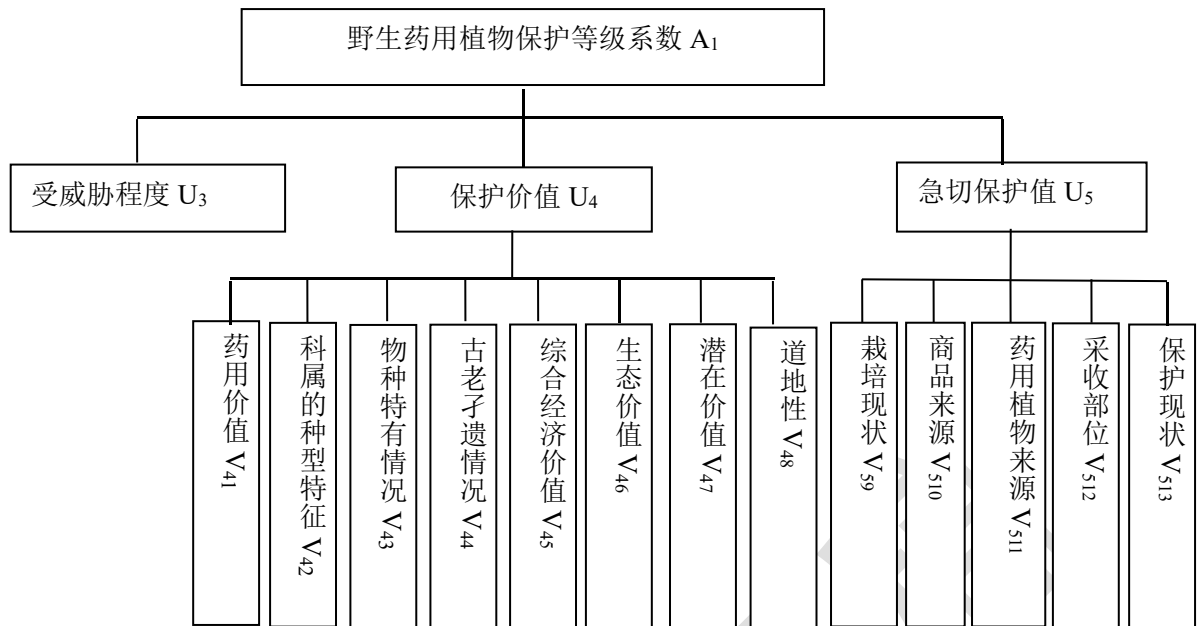 野生药用植物保护等级系数 A₁
受威胁程度 U₃
保护价值 U₄
急切保护值 U₅
药用价值 V₄₁
科属的种型特征 V₄₂
物种特有情况 V₄₃
古老孑遗情况 V₄₄
综合经济价值 V₄₅
生态价值 V₄₆
潜在价值 V₄₇
道地性 V₄₈
栽培现状 V₅₉
商品来源 V₅₁₀
药用植物来源 V₅₁₁
采收部位 V₅₁₂
保护现状 V₅₁₃